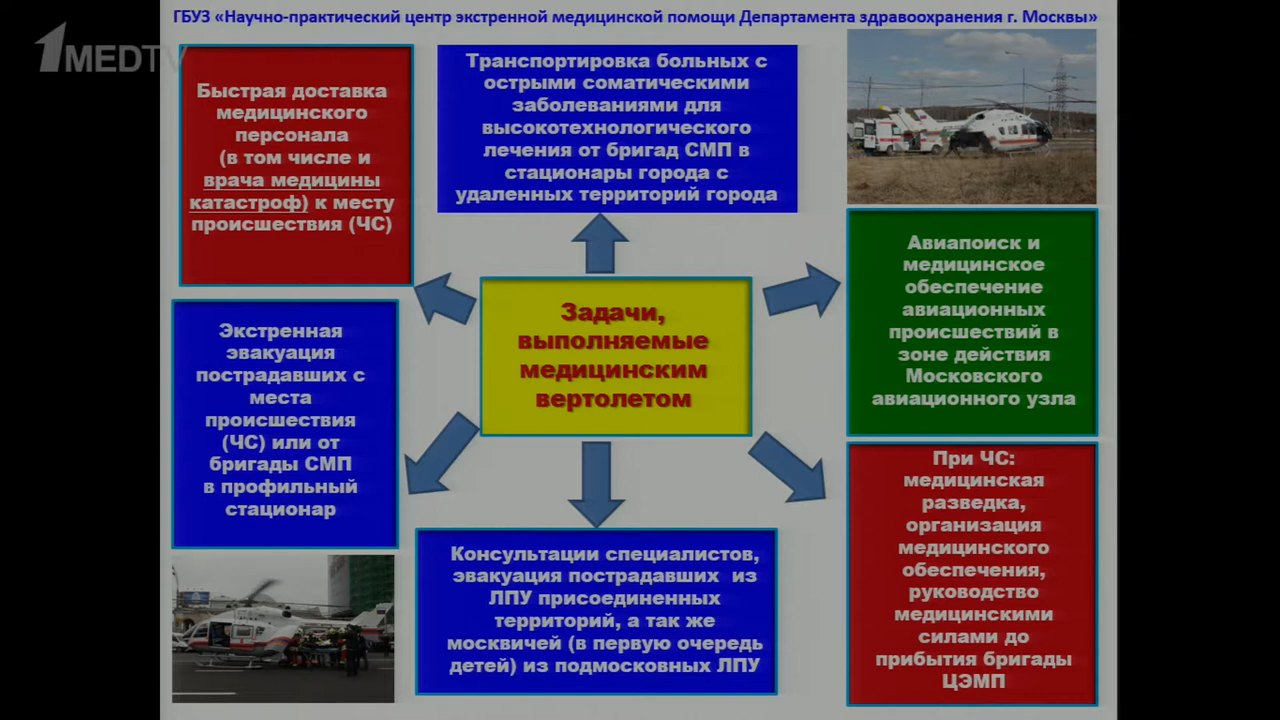 ГБУЗ «Научно-практический центр экстренной медицинской помощи Департамента здравоохранения г. Москвы»
1MEDTV
Быстрая доставка
медицинского
персонала
(в том числе и
врача медицины
катастроф) к месту
происшествия (ЧС)
Транспортировка больных с
острыми соматическими
заболеваниями для
высокотехнологического
лечения от бригад СМП в
стационары города с
удаленных территорий города
Авиапоиск и
медицинское
обеспечение
авиационных
происшествий в
зоне действия
Московского
авиационного узла
Задачи,
выполняемые
медицинским
вертолетом
Экстренная
эвакуация
пострадавших с
места
происшествия
(ЧС) или от
бригады СМП
в профильный
стационар
Консультации специалистов,
эвакуация пострадавших из
ЛПУ присоединенных
территорий, а так же
москвичей (в первую очередь
детей) из подмосковных ЛПУ
При ЧС:
медицинская
разведка,
организация
медицинского
обеспечения,
руководство
медицинскими
силами до
прибытия бригады
ЦЭМП